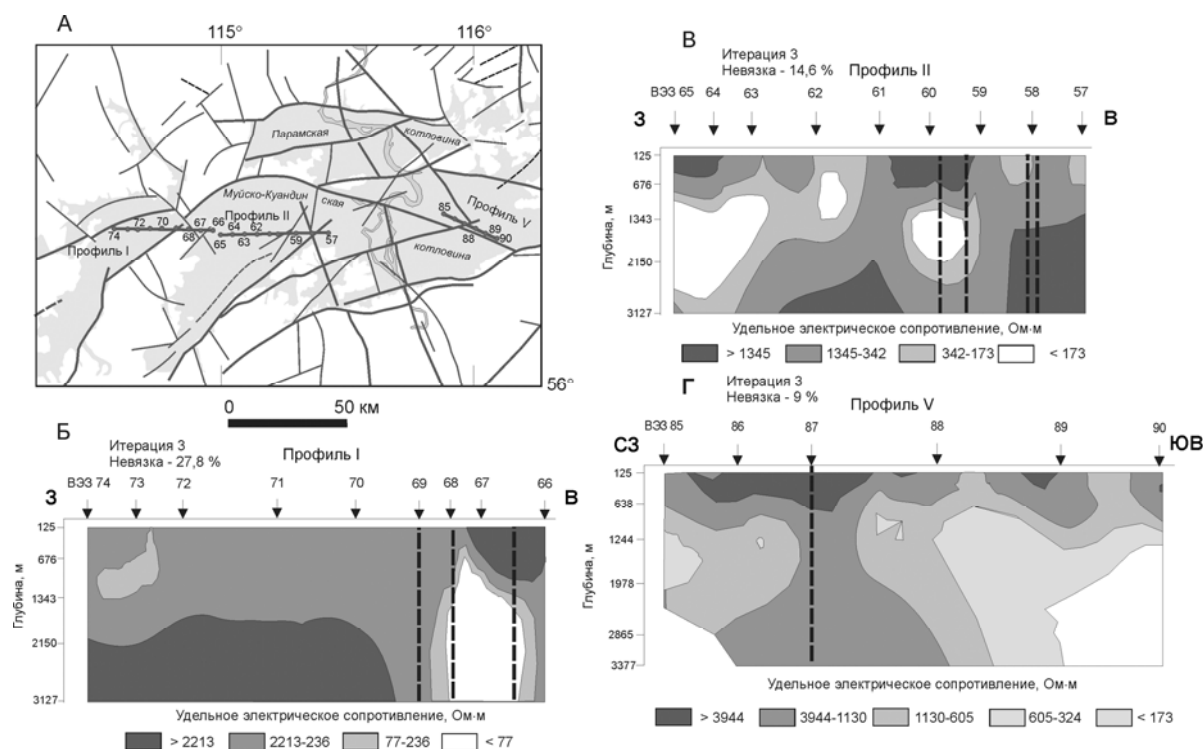 А
115°
116°
Парамская
котловина
Муйско-Куандин
ская
котловина
Профиль I
Профиль II
Профиль V
74
72
70
67
68
66
65
64
63
62
59
57
85
88
89
90
56°
0
50 км
Б
Итерация 3
Невязка - 27,8 %
Профиль I
ВЭЗ 74
73
72
71
70
69
68
67
66
З
В
Глубина, м
125
676
1343
2150
3127
Удельное электрическое сопротивление, Ом·м
> 2213
2213-236
77-236
< 77
В
Итерация 3
Невязка - 14,6 %
Профиль II
ВЭЗ 65
64
63
62
61
60
59
58
57
З
В
Глубина, м
125
676
1343
2150
3127
Удельное электрическое сопротивление, Ом·м
> 1345
1345-342
342-173
< 173
Г
Итерация 3
Невязка - 9 %
Профиль V
ВЭЗ 85
86
87
88
89
90
СЗ
ЮВ
Глубина, м
125
638
1244
1978
2865
3377
Удельное электрическое сопротивление, Ом·м
> 3944
3944-1130
1130-605
605-324
< 173